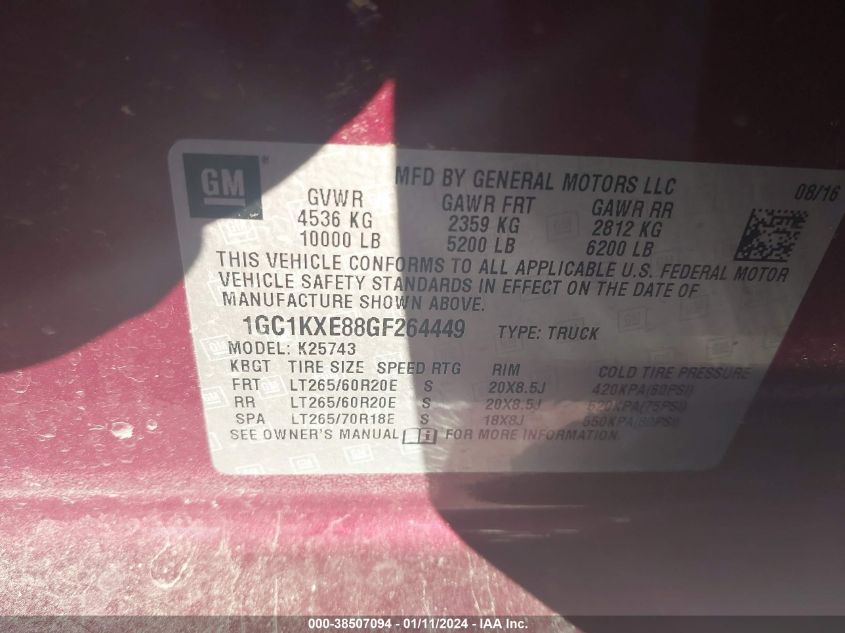 GM ®
MFD BY GENERAL MOTORS LLC
08/16
GVWR GAWR FRT GAWR RR
4536 KG 2359 KG 2812 KG
10000 LB 5200 LB 6200 LB
THIS VEHICLE CONFORMS TO ALL APPLICABLE U.S. FEDERAL MOTOR
VEHICLE SAFETY STANDARDS IN EFFECT ON THE DATE OF
MANUFACTURE SHOWN ABOVE.
1GC1KXE88GF264449 TYPE: TRUCK
MODEL: K25743
KBGT TIRE SIZE SPEED RTG RIM COLD TIRE PRESSURE
FRT LT265/60R20E S 20X8.5J 420KPA(60PSI)
RR LT265/60R20E S 20X8.5J 520KPA(75PSI)
SPA LT265/70R18E S 18X8J 550KPA(80PSI)
SEE OWNER'S MANUAL FOR MORE INFORMATION.
000-38507094 - 01/11/2024 - IAA Inc.